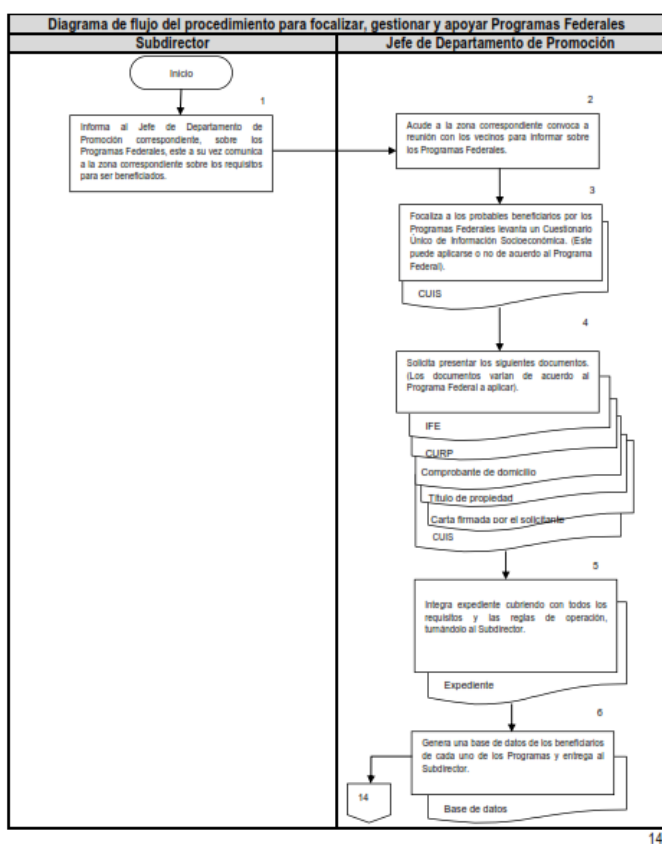 Diagrama de flujo del procedimiento para focalizar, gestionar y apoyar Programas Federales
Subdirector
Jefe de Departamento de Promoción
Inicio
1
Informa al Jefe de Departamento de
Promoción correspondiente, sobre los
Programas Federales, este a su vez comunica
a la zona correspondiente sobre los requisitos
para ser beneficiados.
2
Acude a la zona correspondiente convoca a
reunión con los vecinos para informar sobre
los Programas Federales.
3
Focaliza a los probables beneficiarios por los
Programas Federales levanta un Cuestionario
Único de Información Socioeconómica. (Este
puede aplicarse o no de acuerdo al Programa
Federal).
CUIS
4
Solicita presentar los siguientes documentos.
(Los documentos varían de acuerdo al
Programa Federal a aplicar).
IFE
CURP
Comprobante de domicilio
Título de propiedad
Carta firmada por el solicitante
CUIS
5
Integra expediente cubriendo con todos los
requisitos y las reglas de operación,
turnándolo al Subdirector.
Expediente
6
Genera una base de datos de los beneficiarios
de cada uno de los Programas y entrega al
Subdirector.
14
Base de datos
14